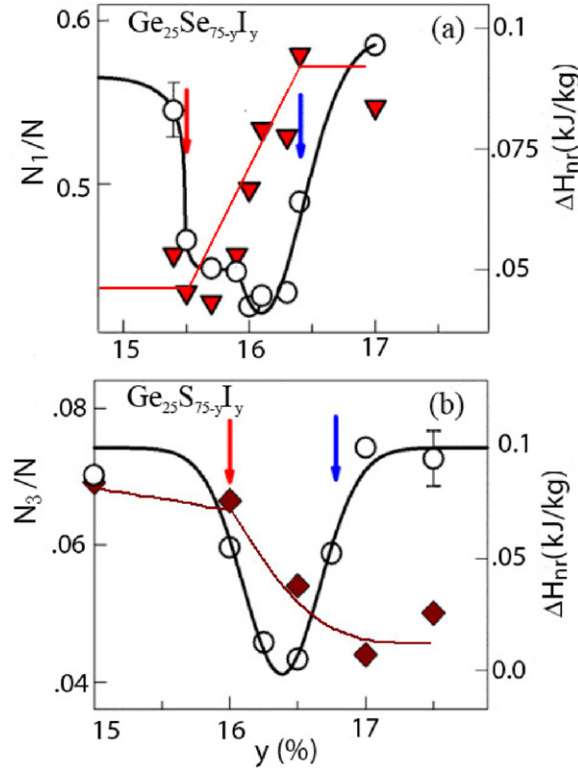 Ge₂₅Se₇₅₋yIy
(a)
0.6
0.5
N₁/N
0.1
.075
.05
ΔHnr(kJ/kg)
15 16 17
Ge₂₅S₇₅₋yIy
(b)
.08
.06
.04
N₃/N
0.1
.05
0.0
ΔHnr(kJ/kg)
15 16 17
y (%)